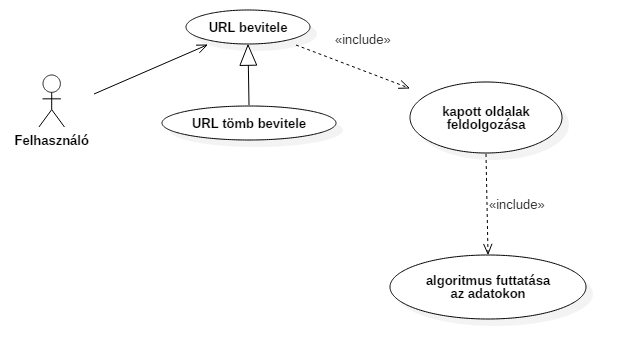 URL bevitele
«include»
kapott oldalak
feldolgozása
URL tömb bevitele
Felhasználó
«include»
algoritmus futtatása
az adatokon